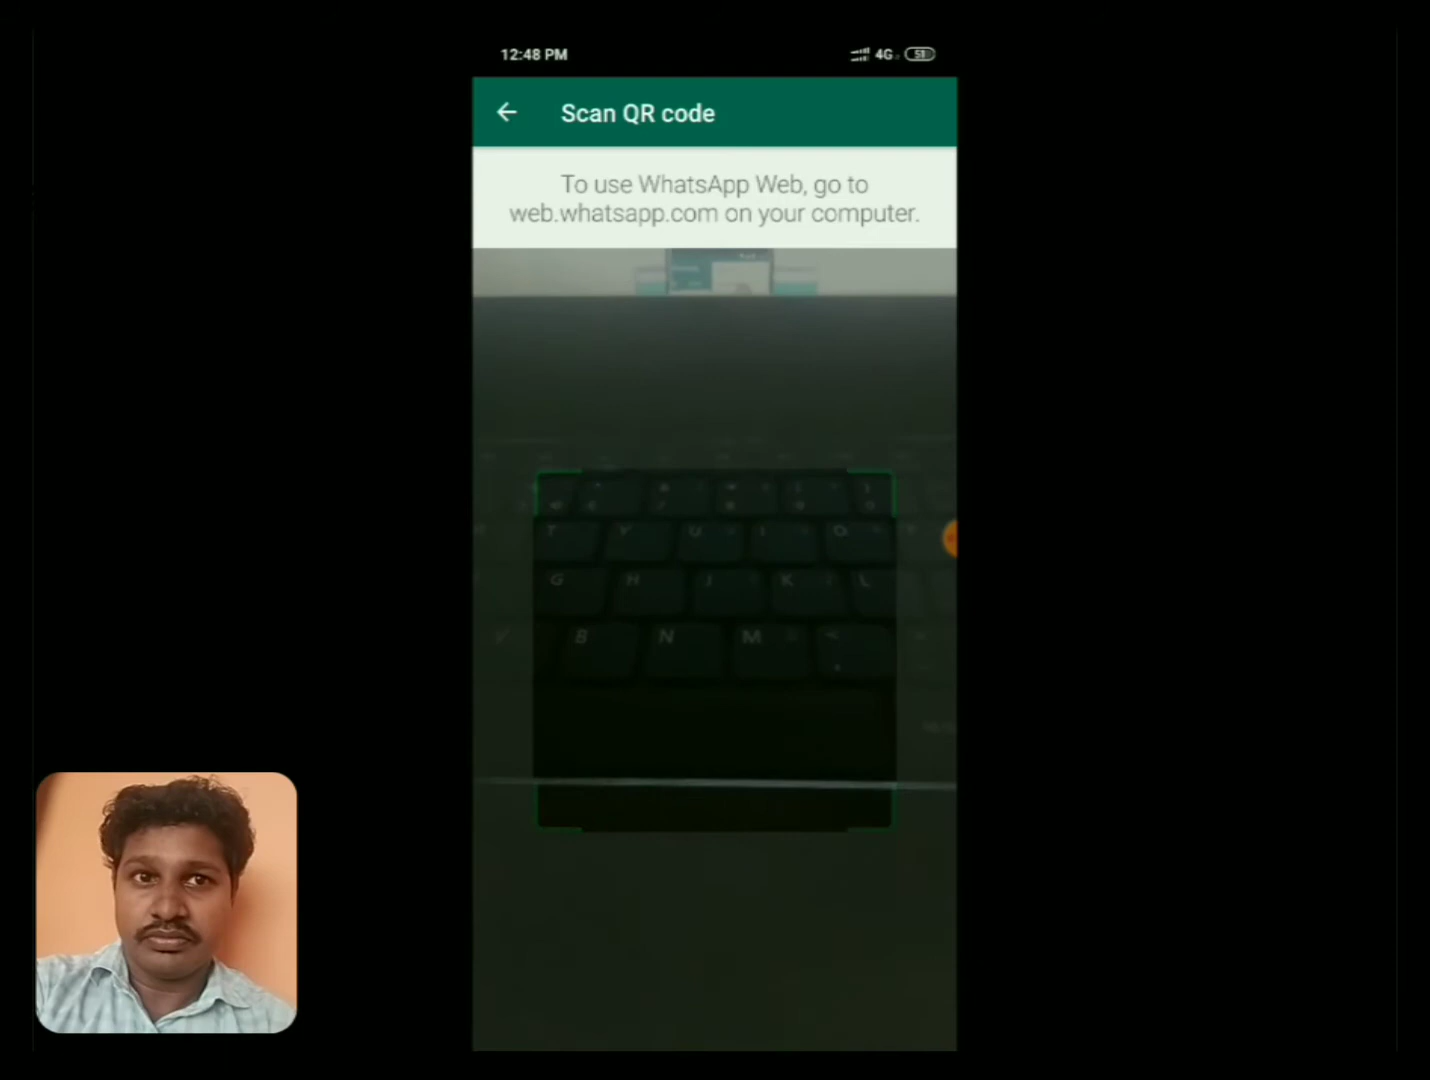 12:48 PM
4G
51
Scan QR code
To use WhatsApp Web, go to
web.whatsapp.com on your computer.
T Y U I O
G H J K L
V B N M <